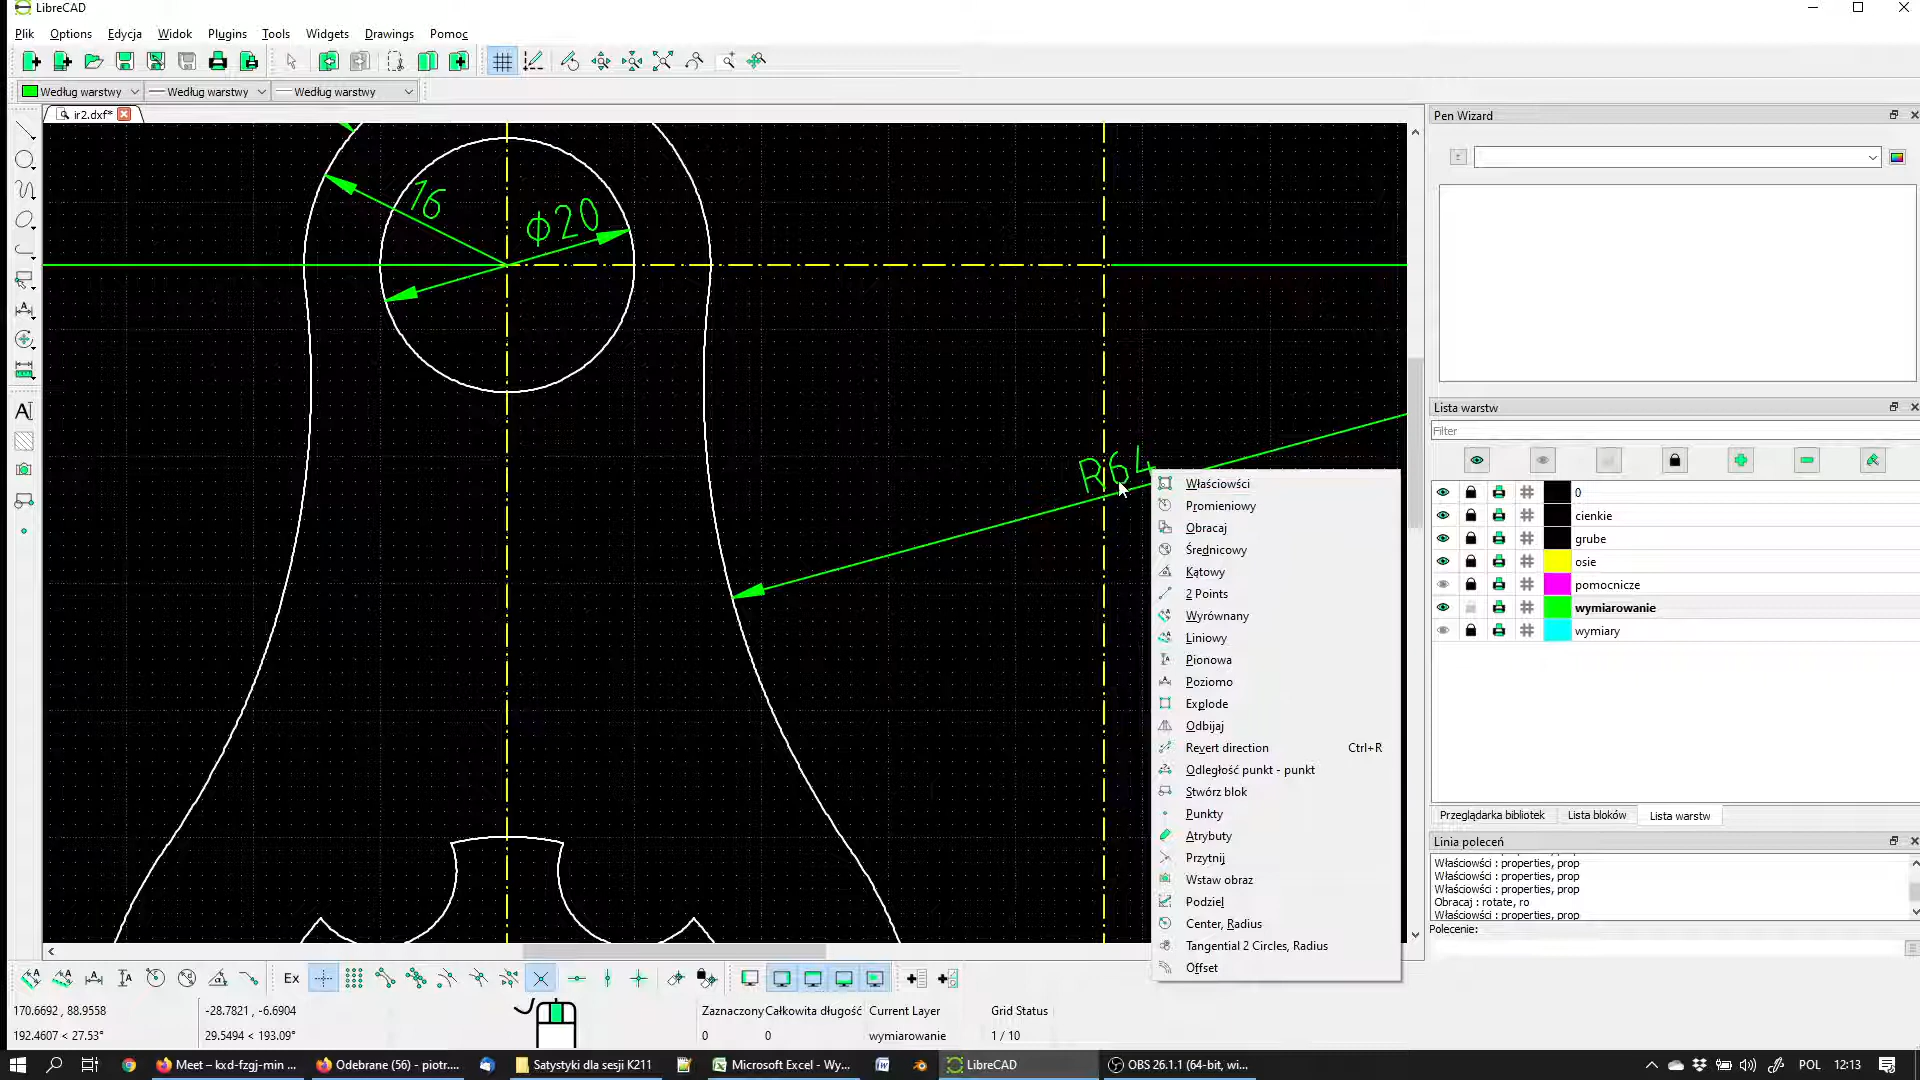 LibreCAD
Plik Options Edycja Widok Plugins Tools Widgets Drawings Pomoc
Według warstwy Według warstwy Według warstwy
ir2.dxf*
Pen Wizard
16
ϕ20
R64
Właściowści
Promieniowy
Obracaj
Średnicowy
Kątowy
2 Points
Wyrównany
Liniowy
Pionowa
Poziomo
Explode
Odbijaj
Revert direction Ctrl+R
Odległość punkt - punkt
Stwórz blok
Punkty
Atrybuty
Przytnij
Wstaw obraz
Podziel
Center, Radius
Tangential 2 Circles, Radius
Offset
Lista warstw
Filter
0
cienkie
grube
osie
pomocnicze
wymiarowanie
wymiary
Przeglądarka bibliotek Lista bloków Lista warstw
Linia poleceń
Właściowści : properties, prop
Właściowści : properties, prop
Właściowści : properties, prop
Obracaj : rotate, ro
Właściowści : properties, prop
Polecenie:
Ex
170.6692 , 88.9558 -28.7821 , -6.6904 Zaznaczony Całkowita długość Current Layer Grid Status
192.4607 < 27.53° 29.5494 < 193.09° 0 0 wymiarowanie 1 / 10
Meet – kxd-fzgj-min ... Odebrane (56) - piotr.... Satystyki dla sesji K211 Microsoft Excel - Wy... LibreCAD OBS 26.1.1 (64-bit, wi... POL 12:13